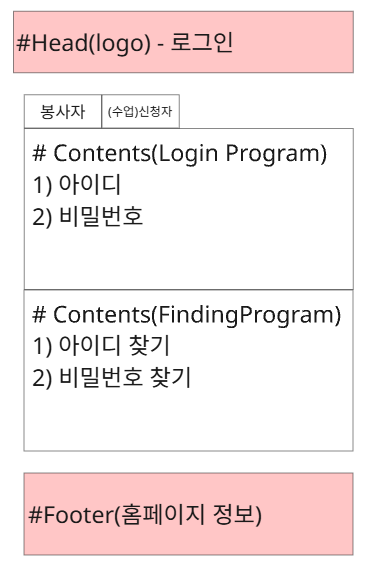 #Head(logo) - 로그인
봉사자 (수업)신청자
# Contents(Login Program)
1) 아이디
2) 비밀번호
# Contents(FindingProgram)
1) 아이디 찾기
2) 비밀번호 찾기
#Footer(홈페이지 정보)